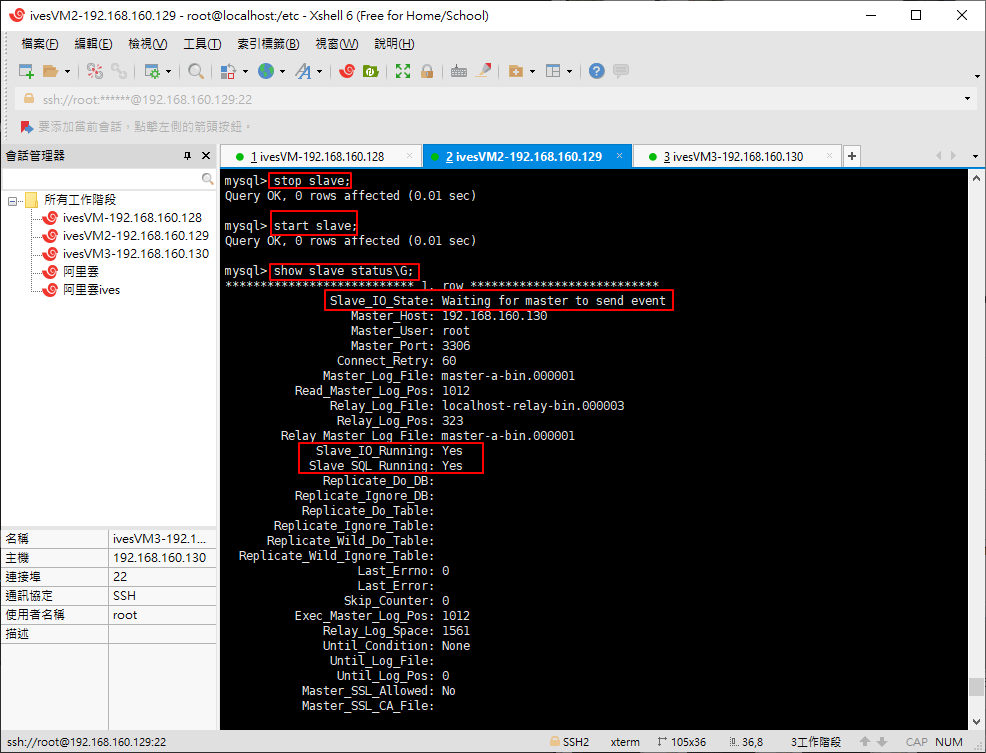 ivesVM2-192.168.160.129 - root@localhost:/etc - Xshell 6 (Free for Home/School)
檔案(F) 編輯(E) 檢視(V) 工具(T) 索引標籤(B) 視窗(W) 說明(H)
ssh://root:******@192.168.160.129:22
要添加當前會話，點擊左側的箭頭按鈕。
會話管理器
1 ivesVM-192.168.160.128
2 ivesVM2-192.168.160.129
3 ivesVM3-192.168.160.130
所有工作階段
ivesVM-192.168.160.128
ivesVM2-192.168.160.129
ivesVM3-192.168.160.130
阿里雲
阿里雲ives
名稱 ivesVM3-192.1...
主機 192.168.160.130
連接埠 22
通訊協定 SSH
使用者名稱 root
描述
mysql> stop slave;
Query OK, 0 rows affected (0.01 sec)
mysql> start slave;
Query OK, 0 rows affected (0.01 sec)
mysql> show slave status\G;
*************************** 1. row ***************************
Slave_IO_State: Waiting for master to send event
Master_Host: 192.168.160.130
Master_User: root
Master_Port: 3306
Connect_Retry: 60
Master_Log_File: master-a-bin.000001
Read_Master_Log_Pos: 1012
Relay_Log_File: localhost-relay-bin.000003
Relay_Log_Pos: 323
Relay_Master_Log_File: master-a-bin.000001
Slave_IO_Running: Yes
Slave_SQL_Running: Yes
Replicate_Do_DB:
Replicate_Ignore_DB:
Replicate_Do_Table:
Replicate_Ignore_Table:
Replicate_Wild_Do_Table:
Replicate_Wild_Ignore_Table:
Last_Errno: 0
Last_Error:
Skip_Counter: 0
Exec_Master_Log_Pos: 1012
Relay_Log_Space: 1561
Until_Condition: None
Until_Log_File:
Until_Log_Pos: 0
Master_SSL_Allowed: No
Master_SSL_CA_File:
ssh://root@192.168.160.129:22 SSH2 xterm 105x36 36,8 3工作階段 CAP NUM